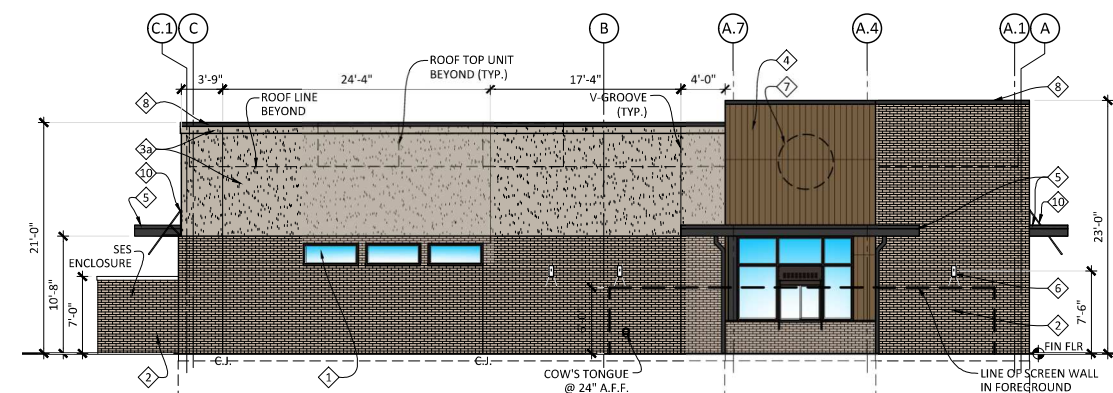 C.1 C B A.7 A.4 A.1 A
ROOF TOP UNIT
BEYOND (TYP.)
4
3'-9" 24'-4" 17'-4" 4'-0"
7
8
ROOF LINE
BEYOND
V-GROOVE
(TYP.)
8
3a
10
5
5
10
SES
ENCLOSURE
21'-0"
10'-8"
7'-0"
23'-0"
7'-6"
6
2
FIN FLR
C.J. C.J.
2
1
COW'S TONGUE
@ 24" A.F.F.
LINE OF SCREEN WALL
IN FOREGROUND